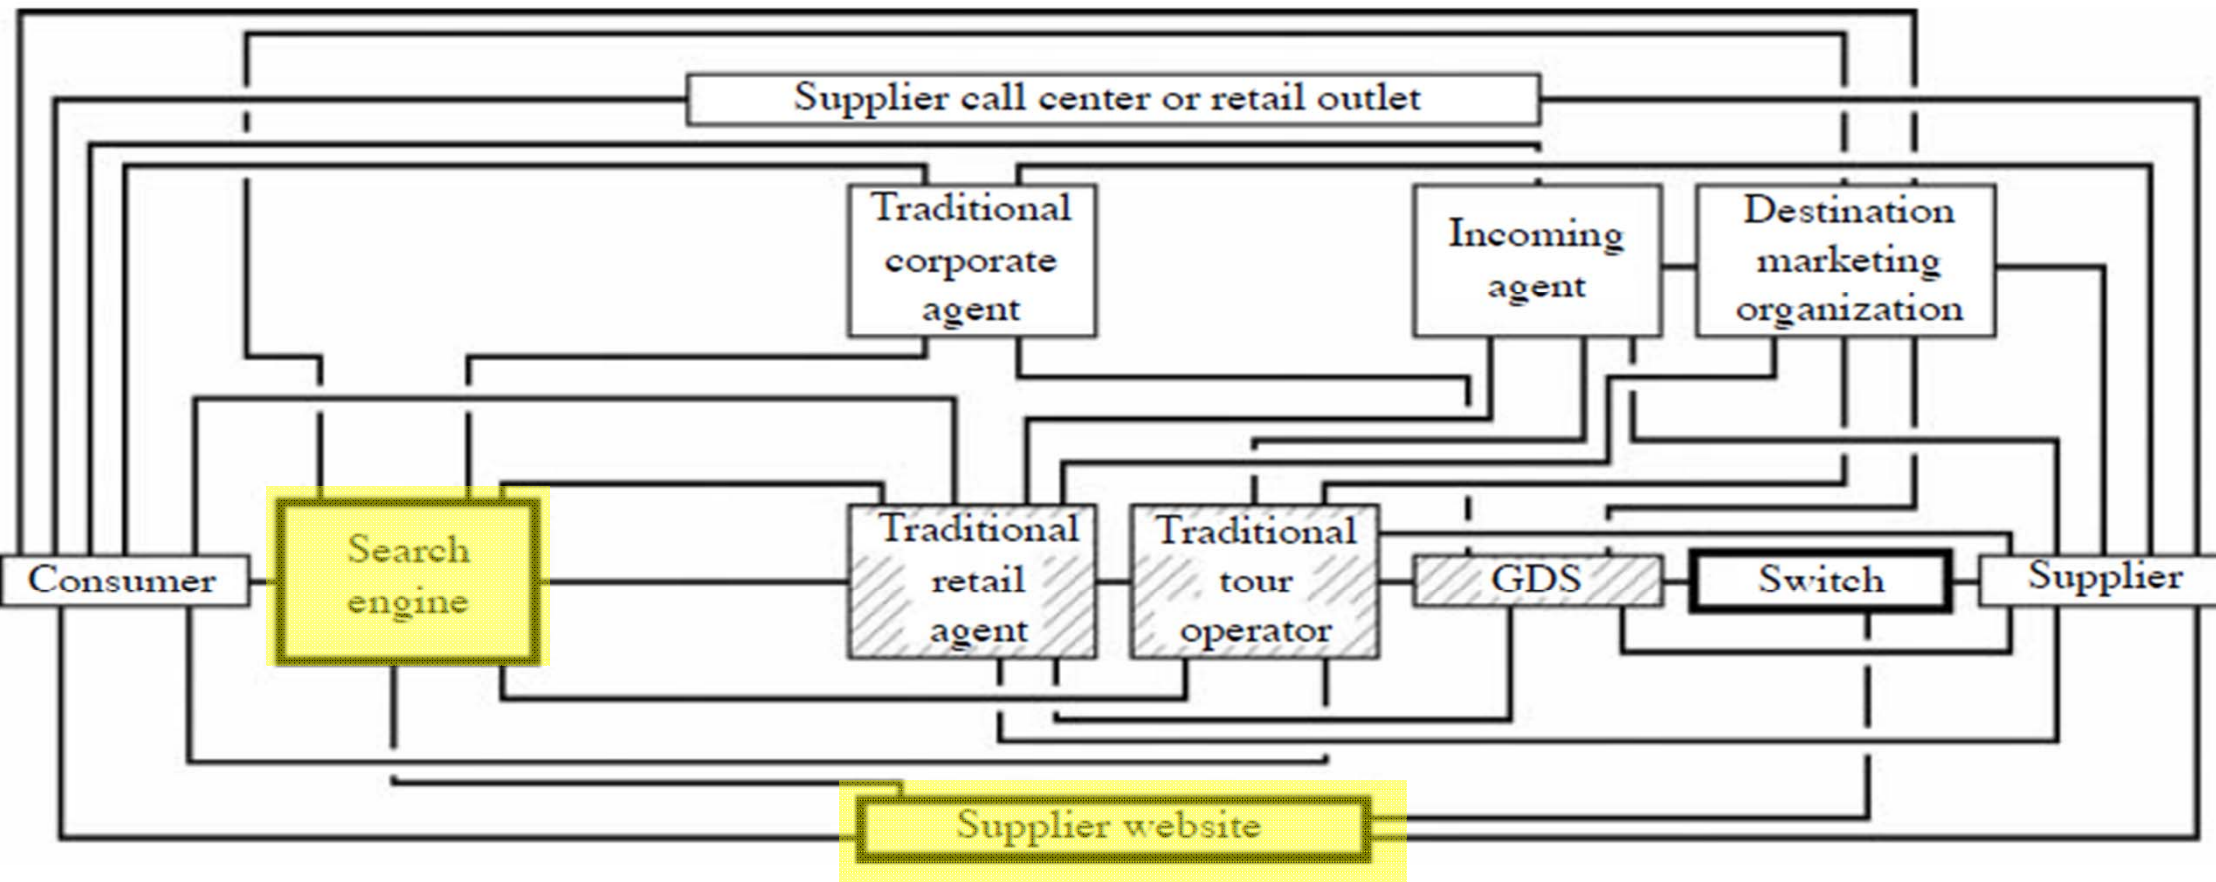 Supplier call center or retail outlet
Traditional
corporate
agent
Incoming
agent
Destination
marketing
organization
Consumer
Search
engine
Traditional
retail
agent
Traditional
tour
operator
GDS
Switch
Supplier
Supplier website